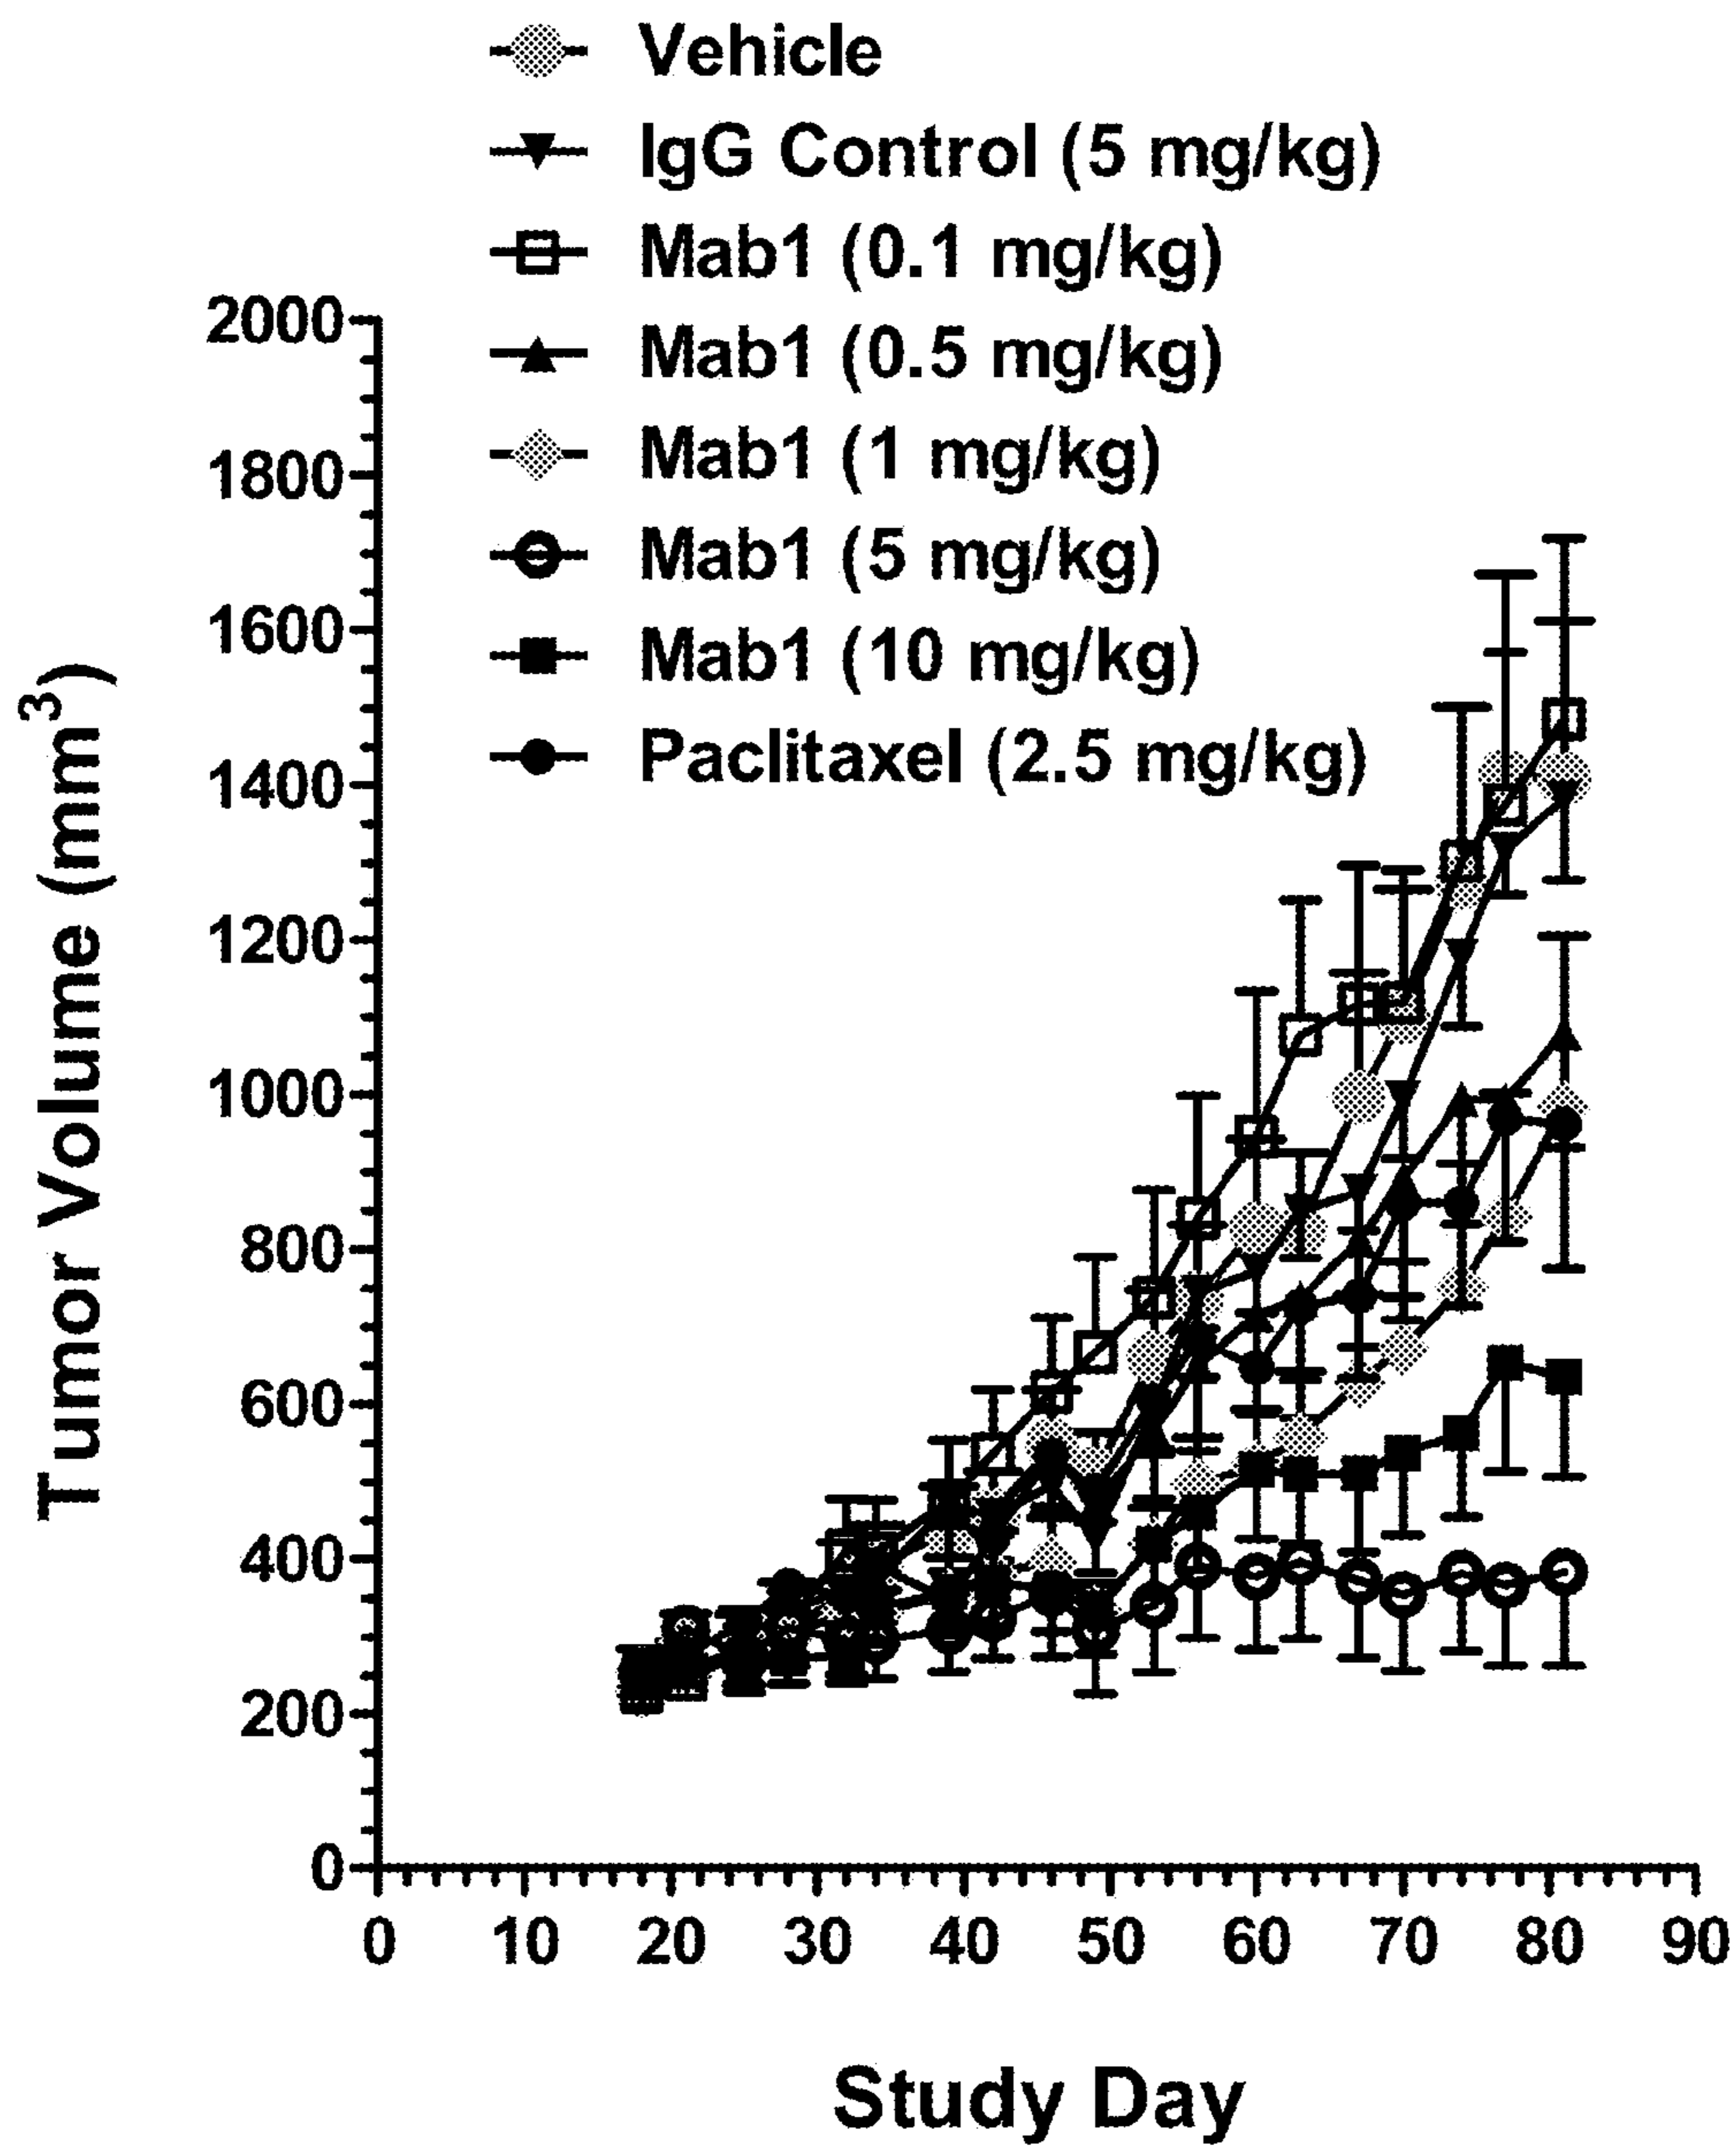 Vehicle
IgG Control (5 mg/kg)
Mab1 (0.1 mg/kg)
Mab1 (0.5 mg/kg)
Mab1 (1 mg/kg)
Mab1 (5 mg/kg)
Mab1 (10 mg/kg)
Paclitaxel (2.5 mg/kg)
Tumor Volume (mm³)
2000
1800
1600
1400
1200
1000
800
600
400
200
0
0 10 20 30 40 50 60 70 80 90
Study Day